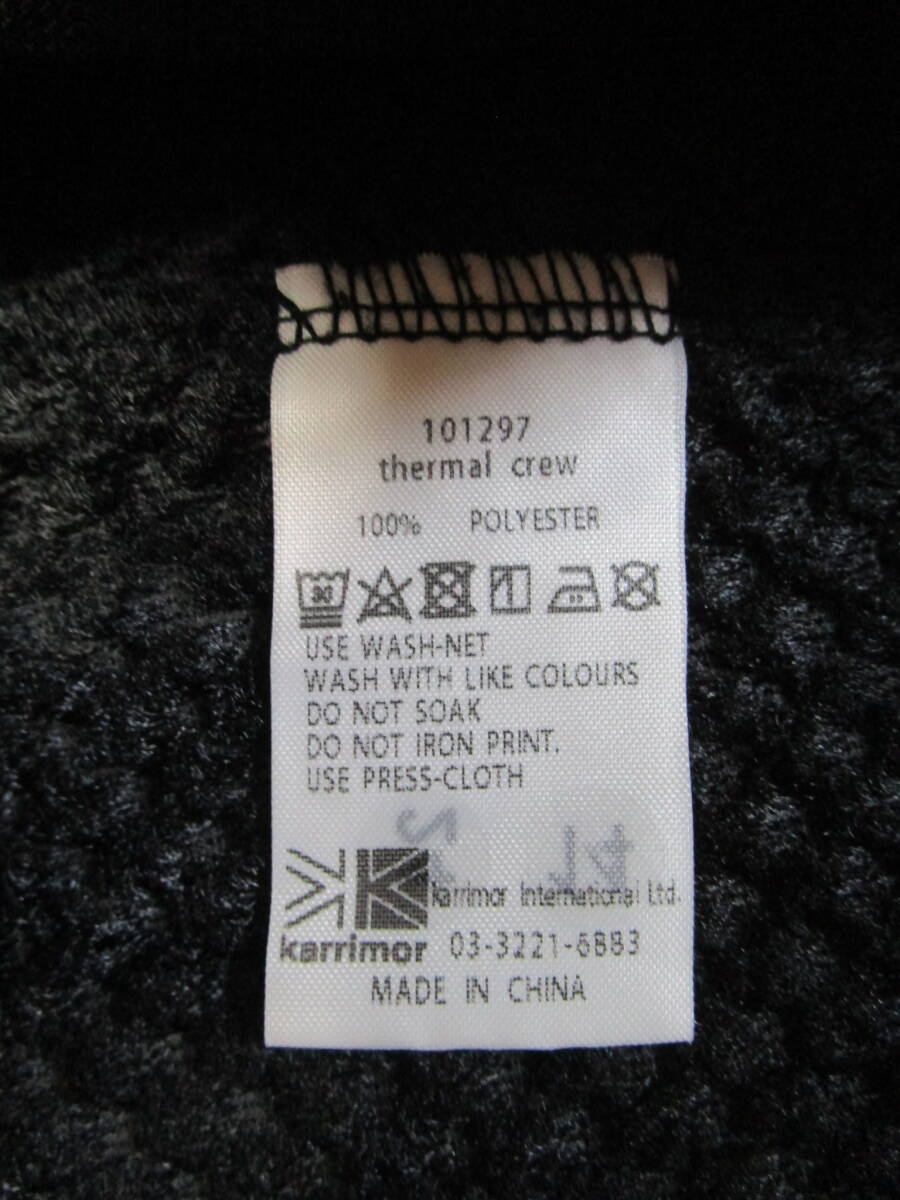 101297
thermal crew
100% POLYESTER
30
USE WASH-NET
WASH WITH LIKE COLOURS
DO NOT SOAK
DO NOT IRON PRINT.
USE PRESS-CLOTH
karrimor International Ltd.
karrimor 03-3221-6883
MADE IN CHINA